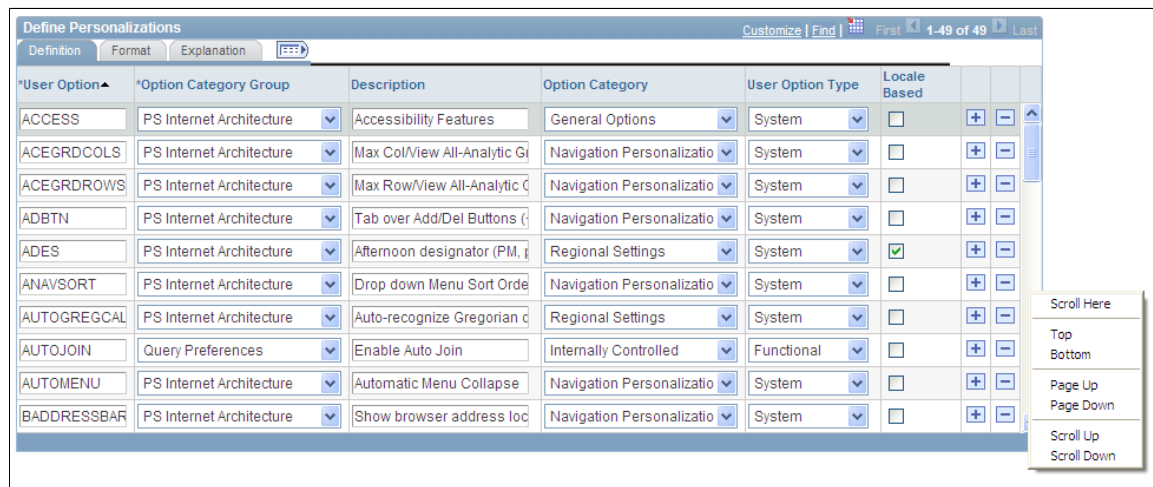 Define Personalizations
Customize | Find | First 1-49 of 49 Last
Definition Format Explanation
*User Option *Option Category Group Description Option Category User Option Type Locale Based
ACCESS PS Internet Architecture Accessibility Features General Options System
ACEGRDCOLS PS Internet Architecture Max Col/View All-Analytic Navigation Personalizatio System
ACEGRDROWS PS Internet Architecture Max Row/View All-Analytic Navigation Personalizatio System
ADBTN PS Internet Architecture Tab over Add/Del Buttons ( Navigation Personalizatio System
ADES PS Internet Architecture Afternoon designator (PM, Regional Settings System
ANAVSORT PS Internet Architecture Drop down Menu Sort Orde Navigation Personalizatio System
AUTOGREGCAL PS Internet Architecture Auto-recognize Gregorian Regional Settings System
AUTOJOIN Query Preferences Enable Auto Join Internally Controlled Functional
AUTOMENU PS Internet Architecture Automatic Menu Collapse Navigation Personalizatio System
BADDRESSBAR PS Internet Architecture Show browser address loc Navigation Personalizatio System
Scroll Here
Top
Bottom
Page Up
Page Down
Scroll Up
Scroll Down